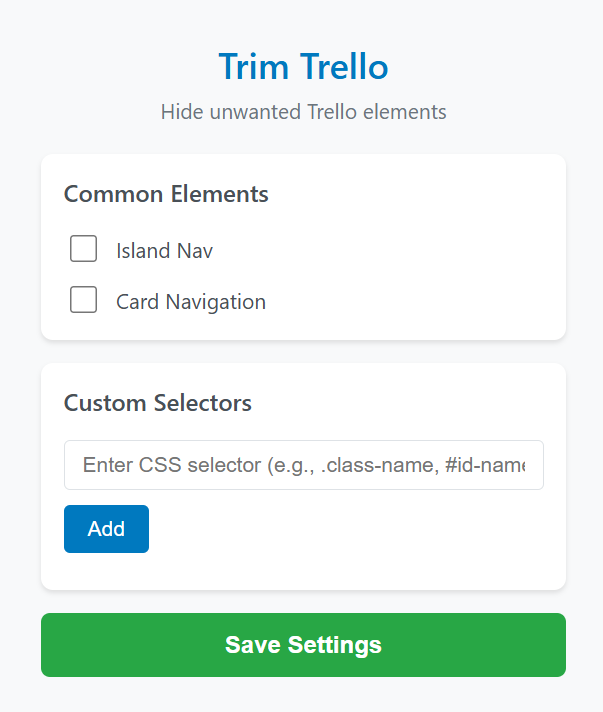 Trim Trello
Hide unwanted Trello elements
Common Elements
Island Nav
Card Navigation
Custom Selectors
Enter CSS selector (e.g., .class-name, #id-name
Add
Save Settings